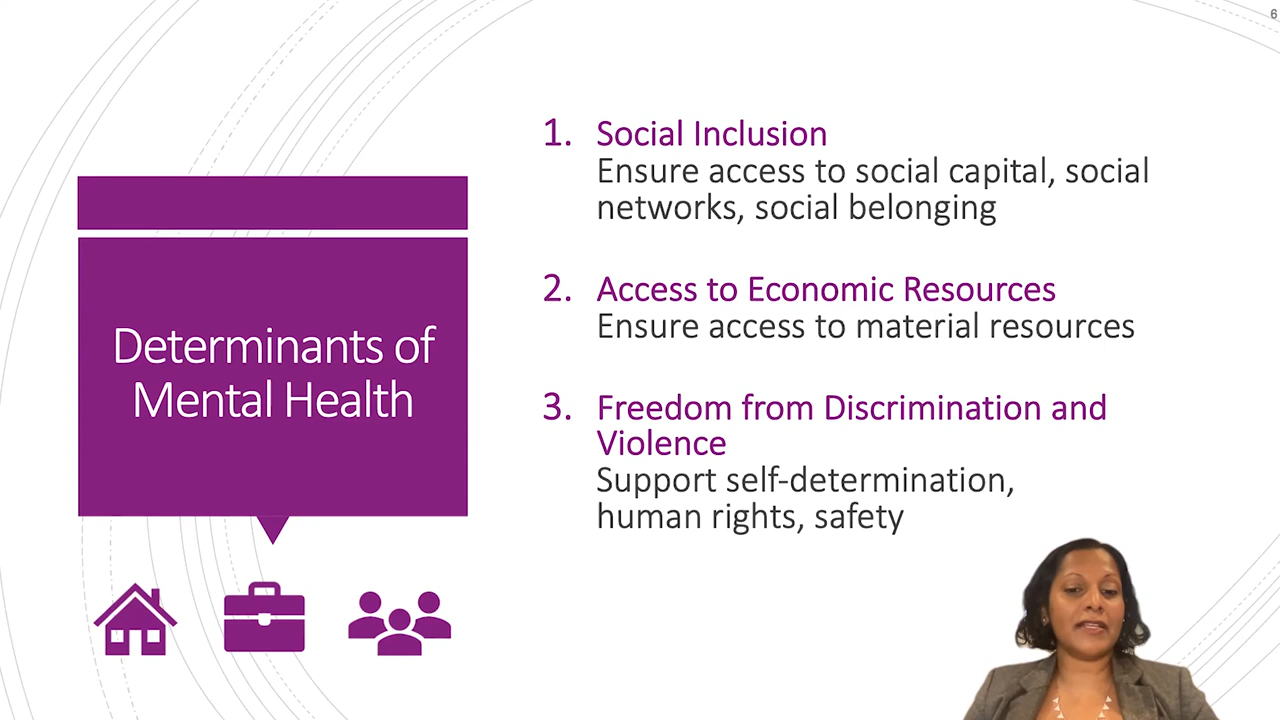 6
Determinants of
Mental Health
1. Social Inclusion
Ensure access to social capital, social
networks, social belonging
2. Access to Economic Resources
Ensure access to material resources
3. Freedom from Discrimination and
Violence
Support self-determination,
human rights, safety